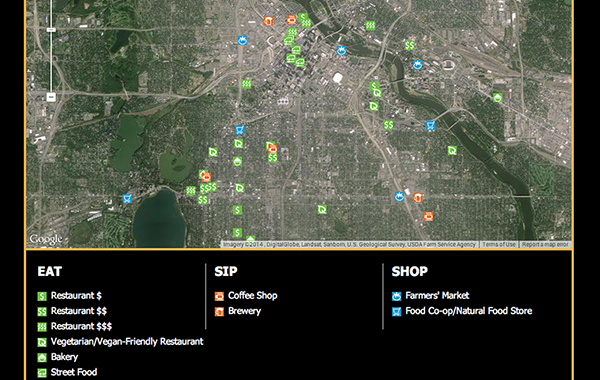 Google
Imagery ©2014 , DigitalGlobe, Landsat, Sanborn, U.S. Geological Survey, USDA Farm Service Agency
Terms of Use
Report a map error
EAT
$ Restaurant $
$$ Restaurant $$
$$$ Restaurant $$$
Vegetarian/Vegan-Friendly Restaurant
Bakery
Street Food
SIP
Coffee Shop
Brewery
SHOP
Farmers' Market
Food Co-op/Natural Food Store